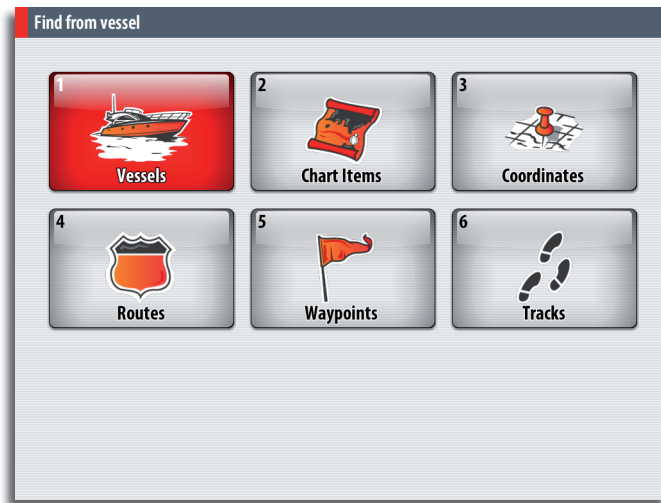 Find from vessel
1
Vessels
2
Chart Items
3
Coordinates
4
Routes
5
Waypoints
6
Tracks